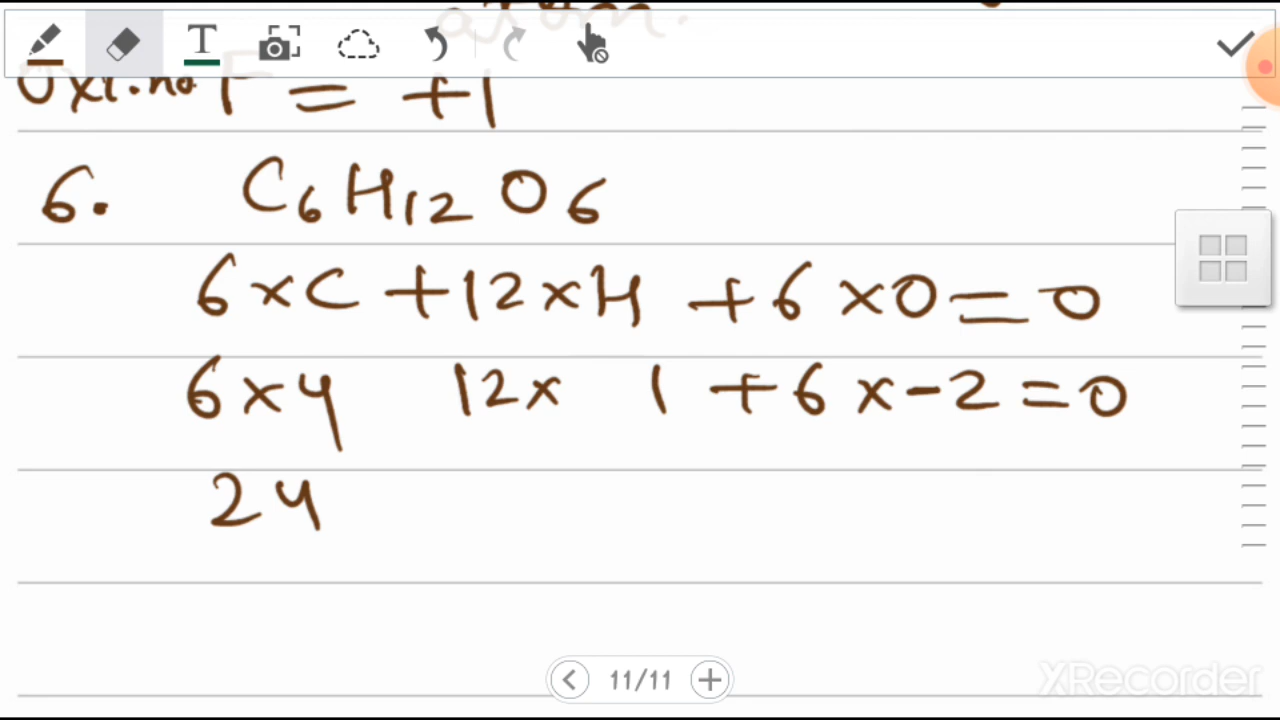 atom.
T
Oxi.no F = +1
6. C6H12O6
6×C +12×H +6×O=0
6×4 12× 1 +6×-2=0
24
11/11
XRecorder